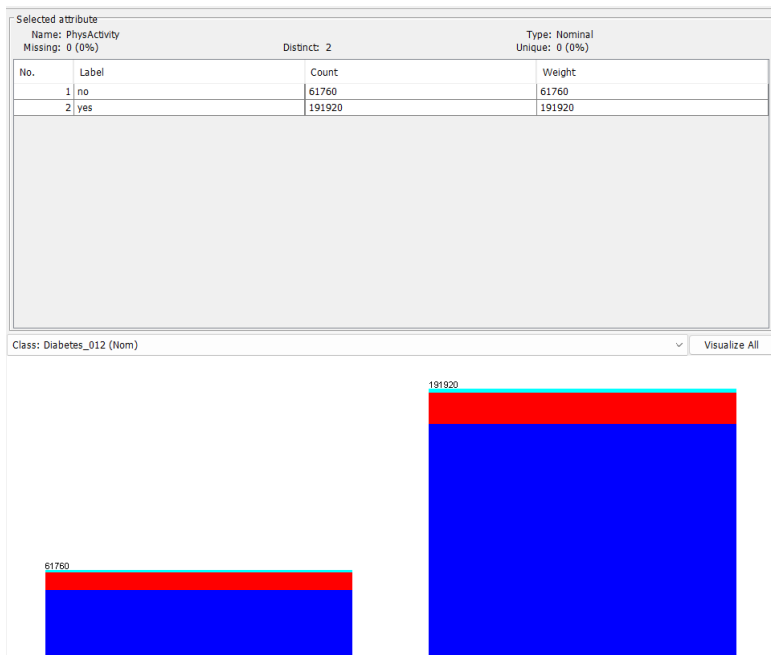 Selected attribute
Name: PhysActivity Type: Nominal
Missing: 0 (0%) Distinct: 2 Unique: 0 (0%)
No. Label Count Weight
1 no 61760 61760
2 yes 191920 191920
Class: Diabetes_012 (Nom) Visualize All
191920
61760